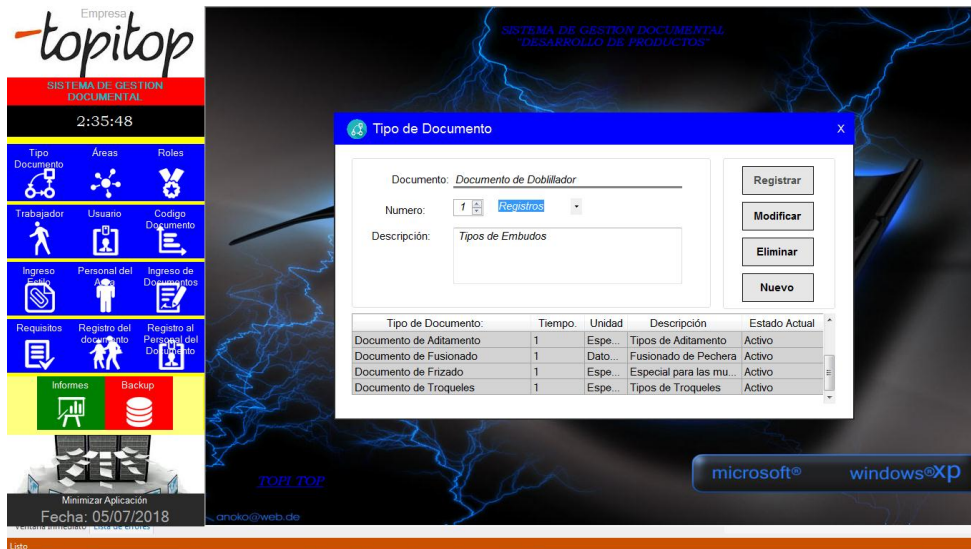 Empresa
topitop
SISTEMA DE GESTION
DOCUMENTAL
2:35:48
Tipo
Documento
Áreas
Roles
Trabajador
Usuario
Codigo
Documento
Ingreso
Estilo
Personal del
Area
Ingreso de
Documentos
Requisitos
Registro del
documento
Registro al
Personal del
Documento
Informes
Backup
Minimizar Aplicación
Fecha: 05/07/2018
Ventana Inmediato
Lista de errores
Listo
SISTEMA DE GESTION DOCUMENTAL
"DESARROLLO DE PRODUCTOS"
Tipo de Documento
X
Documento: Documento de Doblillador
Numero: 1 Registros
Descripción: Tipos de Embudos
Registrar
Modificar
Eliminar
Nuevo
Tipo de Documento: Tiempo. Unidad Descripción Estado Actual
Documento de Aditamento 1 Espe... Tipos de Aditamento Activo
Documento de Fusionado 1 Dato... Fusionado de Pechera Activo
Documento de Frizado 1 Espe... Especial para las mu... Activo
Documento de Troqueles 1 Espe... Tipos de Troqueles Activo
microsoft® windows®xp
TOPI TOP
anoko@web.de